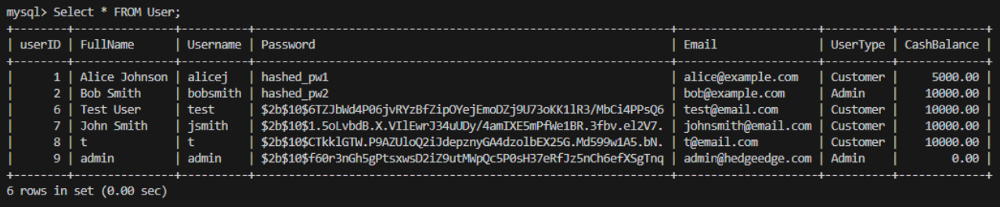 mysql> Select * FROM User;
+--------+---------------+----------+--------------------------------------------------------------+---------------------+----------+-------------+
| userID | FullName | Username | Password | Email | UserType | CashBalance |
+--------+---------------+----------+--------------------------------------------------------------+---------------------+----------+-------------+
| 1 | Alice Johnson | alicej | hashed_pw1 | alice@example.com | Customer | 5000.00 |
| 2 | Bob Smith | bobsmith | hashed_pw2 | bob@example.com | Admin | 10000.00 |
| 6 | Test User | test | $2b$10$6TZJbWd4P06jvRYzBfZipOYejEmoDZj9U73oKK1lR3/MbCi4PPsQ6 | test@email.com | Customer | 10000.00 |
| 7 | John Smith | jsmith | $2b$10$1.5oLvbdB.X.VIlEwrJ34uUDy/4amIXE5mPfWe1BR.3fbv.el2V7. | johnsmith@email.com | Customer | 10000.00 |
| 8 | t | t | $2b$10$CTkklGTW.P9AZUloQ2iJdepznyGA4dzolbEX25G.Md599w1A5.bN. | t@email.com | Customer | 10000.00 |
| 9 | admin | admin | $2b$10$f60r3nGh5gPtsxwsD2iZ9utMWpQc5P0sH37eRfJz5nCh6efXSgTnq | admin@hedgeedge.com | Admin | 0.00 |
+--------+---------------+----------+--------------------------------------------------------------+---------------------+----------+-------------+
6 rows in set (0.00 sec)